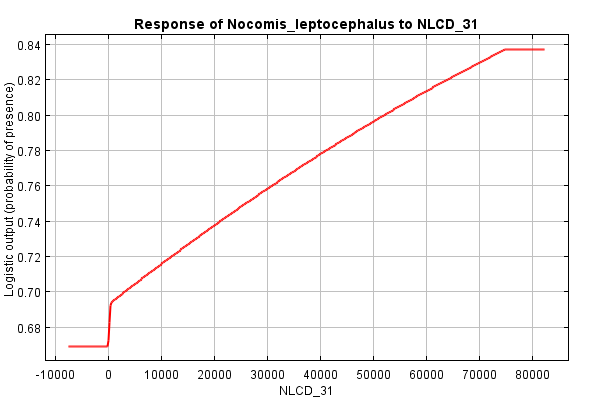 Response of Nocomis_leptocephalus to NLCD_31
Logistic output (probability of presence)
0.84
0.82
0.80
0.78
0.76
0.74
0.72
0.70
0.68
-10000 0 10000 20000 30000 40000 50000 60000 70000 80000
NLCD_31